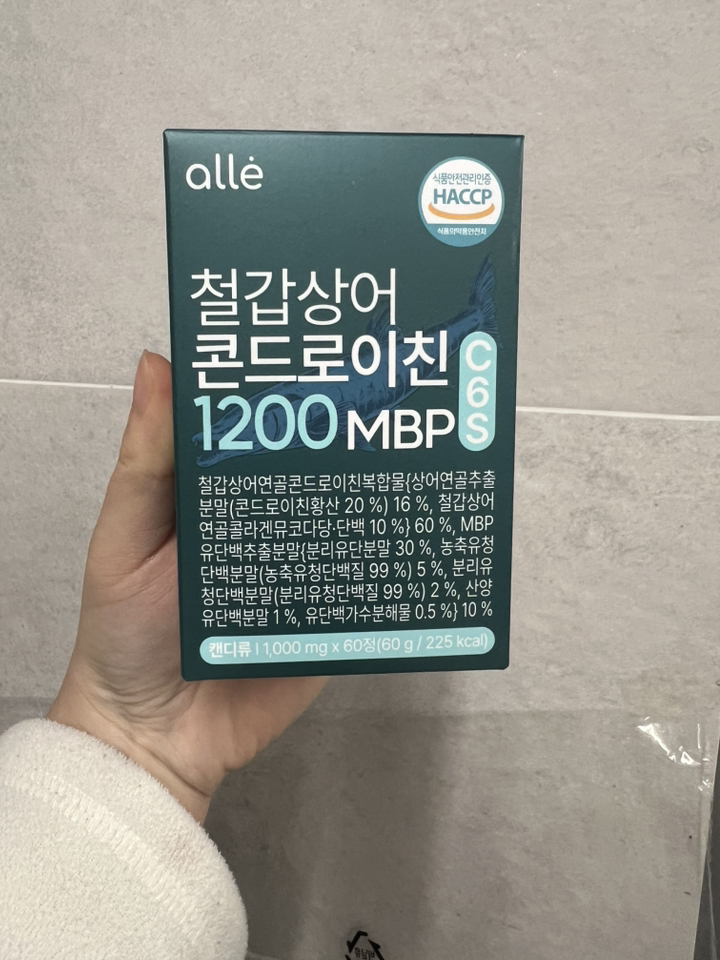 allė
식품안전관리인증
HACCP
식품의약품안전처
철갑상어
콘드로이친
1200 MBP
C6S
철갑상어연골콘드로이친복합물{상어연골추출
분말(콘드로이친황산 20 %) 16 %, 철갑상어
연골콜라겐뮤코다당·단백 10 %} 60 %, MBP
유단백추출분말{분리유단분말 30 %, 농축유청
단백분말(농축유청단백질 99 %) 5 %, 분리유
청단백분말(분리유청단백질 99 %) 2 %, 산양
유단백분말 1 %, 유단백가수분해물 0.5 %} 10 %
캔디류 | 1,000 mg x 60정(60 g / 225 kcal)